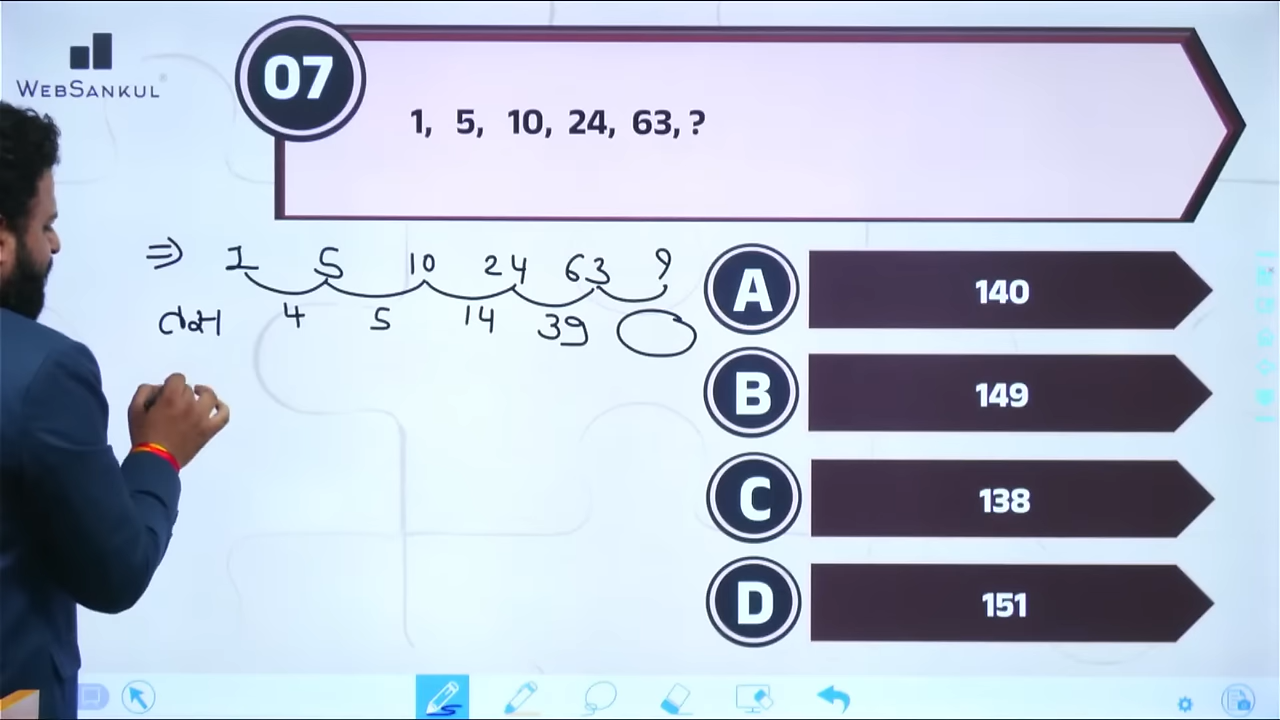 WEBSANKUL
07
1, 5, 10, 24, 63, ?
⇒ 1 5 10 24 63 ?
તફા 4 5 14 39
A 140
B 149
C 138
D 151